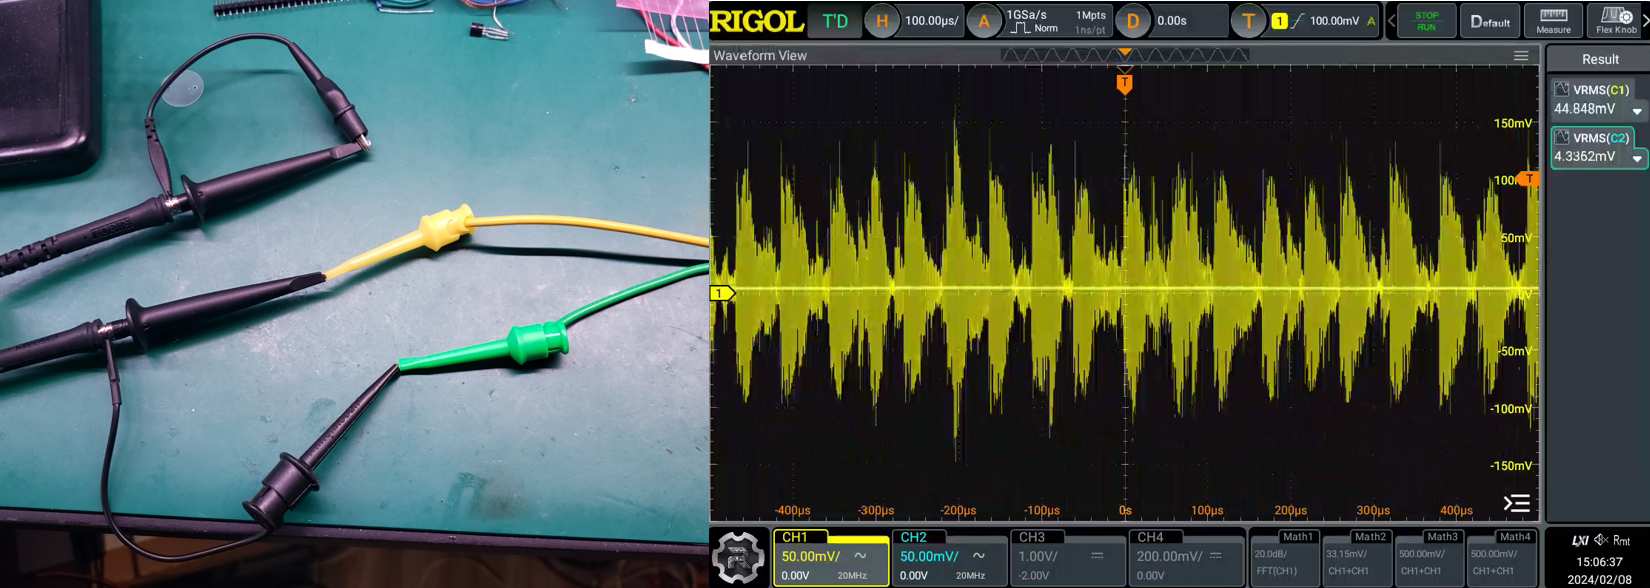 RIGOL T'D H 100.00µs/ A 1GSa/s Norm 1Mpts 1ns/pt D 0.00s T 1 100.00mV A STOP RUN Default Measure Flex Knob
Waveform View
Result
T
VRMS(C1)
44.848mV
150mV
VRMS(C2)
4.3362mV
100m T
50mV
1 0V
-50mV
-100mV
-150mV
-400µs -300µs -200µs -100µs 0s 100µs 200µs 300µs 400µs
CH1 CH2 CH3 CH4 Math1 Math2 Math3 Math4
50.00mV/ 50.00mV/ 1.00V/ 200.00mV/ 20.0dB/ 33.15mV/ 500.00mV/ 500.00mV/
0.00V 20MHz 0.00V 20MHz -2.00V 0.00V FFT(CH1) CH1+CH1 CH1+CH1 CH1+CH1
LXI Rmt
15:06:37
2024/02/08